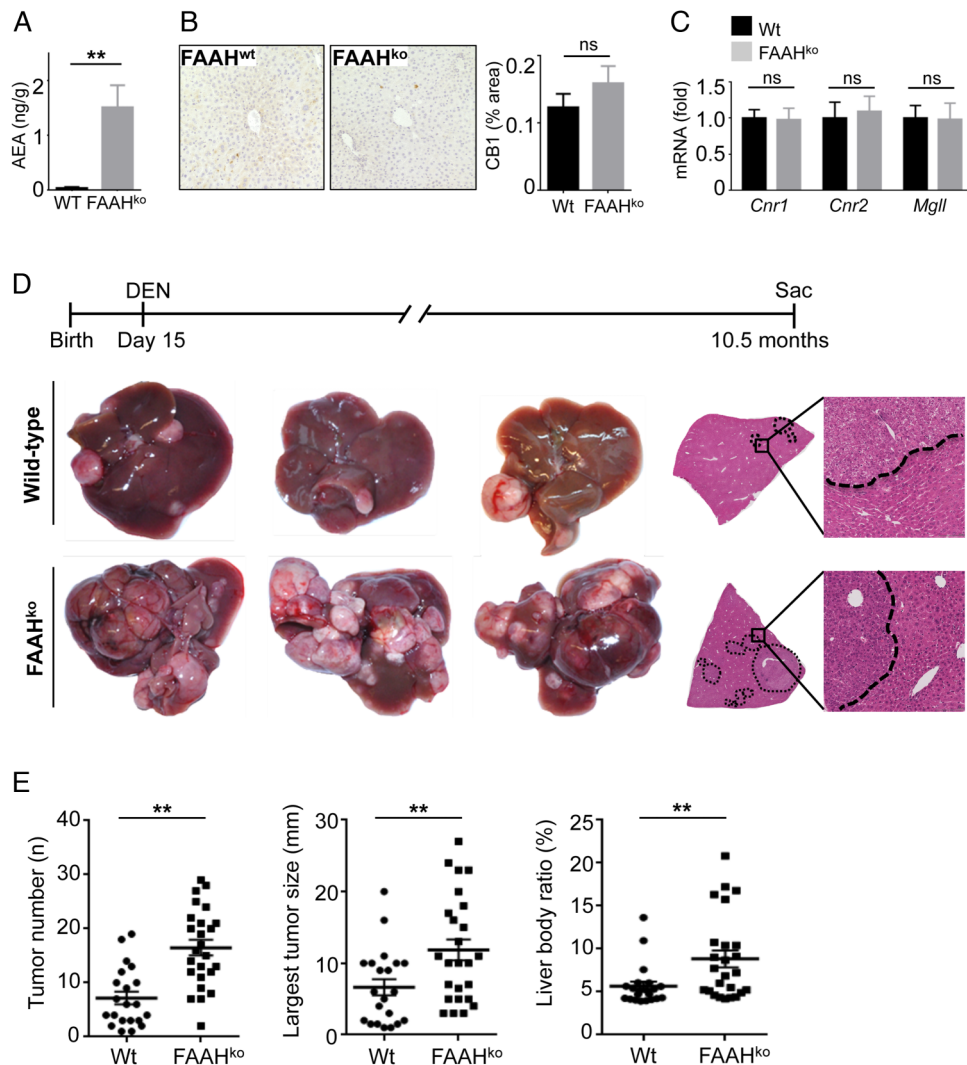 A
AEA (ng/g)
2
1
0
**
WT FAAHko
B
FAAHwt
FAAHko
CB1 (% area)
0.2
0.1
0
ns
Wt FAAHko
C
Wt
FAAHko
mRNA (fold)
1.5
1.0
0.5
0
ns ns ns
Cnr1 Cnr2 Mgll
D
DEN
Sac
Birth Day 15
10.5 months
Wild-type
FAAHko
E
Tumor number (n)
40
30
20
10
0
**
Wt FAAHko
Largest tumor size (mm)
30
20
10
0
**
Wt FAAHko
Liver body ratio (%)
25
20
15
10
5
0
**
Wt FAAHko